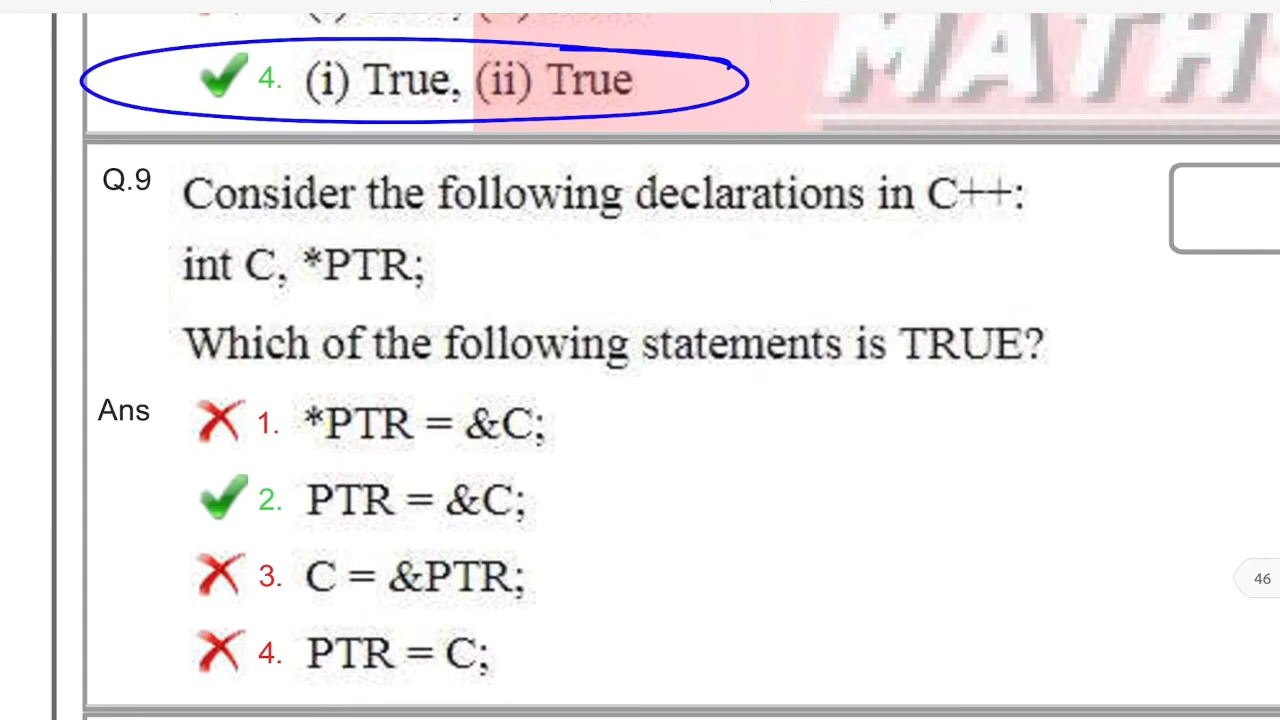 4. (i) True, (ii) True
MATH
Q.9 Consider the following declarations in C++:
int C, *PTR;
Which of the following statements is TRUE?
Ans
1. *PTR = &C;
2. PTR = &C;
3. C = &PTR;
4. PTR = C;
46